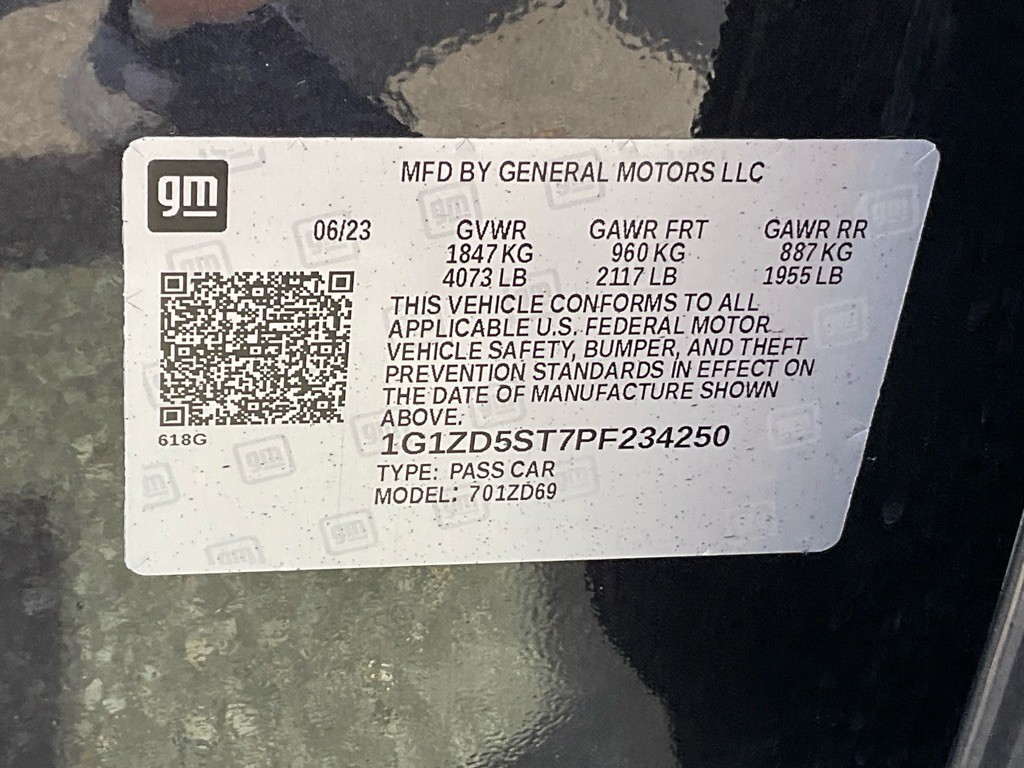 gm
MFD BY GENERAL MOTORS LLC
06/23 GVWR GAWR FRT GAWR RR
1847 KG 960 KG 887 KG
4073 LB 2117 LB 1955 LB
THIS VEHICLE CONFORMS TO ALL
APPLICABLE U.S. FEDERAL MOTOR
VEHICLE SAFETY, BUMPER, AND THEFT
PREVENTION STANDARDS IN EFFECT ON
THE DATE OF MANUFACTURE SHOWN
ABOVE.
618G
1G1ZD5ST7PF234250
TYPE: PASS CAR
MODEL: 701ZD69